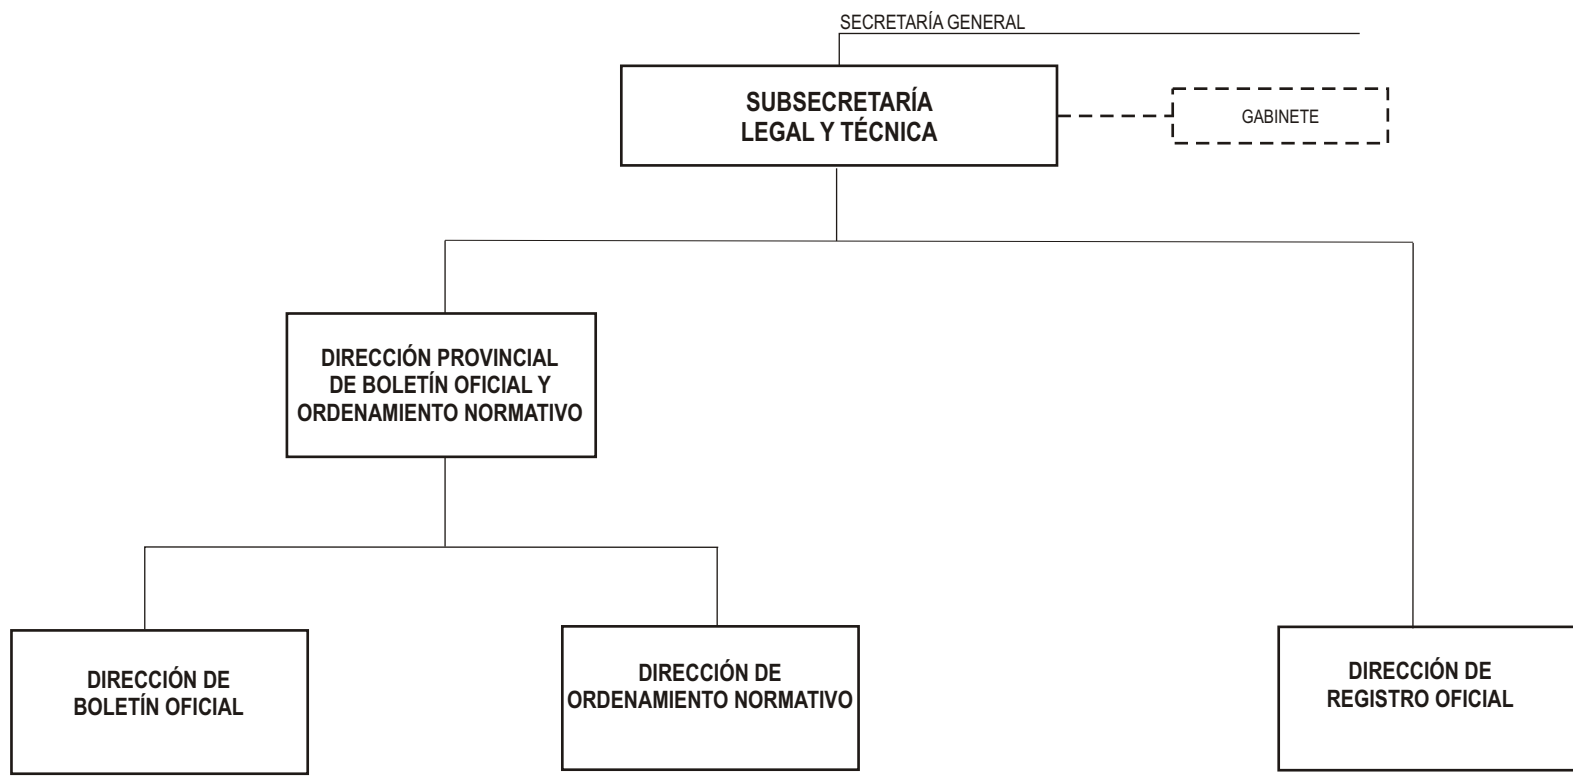 SECRETARÍA GENERAL
SUBSECRETARÍA
LEGAL Y TÉCNICA
GABINETE
DIRECCIÓN PROVINCIAL
DE BOLETÍN OFICIAL Y
ORDENAMIENTO NORMATIVO
DIRECCIÓN DE
BOLETÍN OFICIAL
DIRECCIÓN DE
ORDENAMIENTO NORMATIVO
DIRECCIÓN DE
REGISTRO OFICIAL